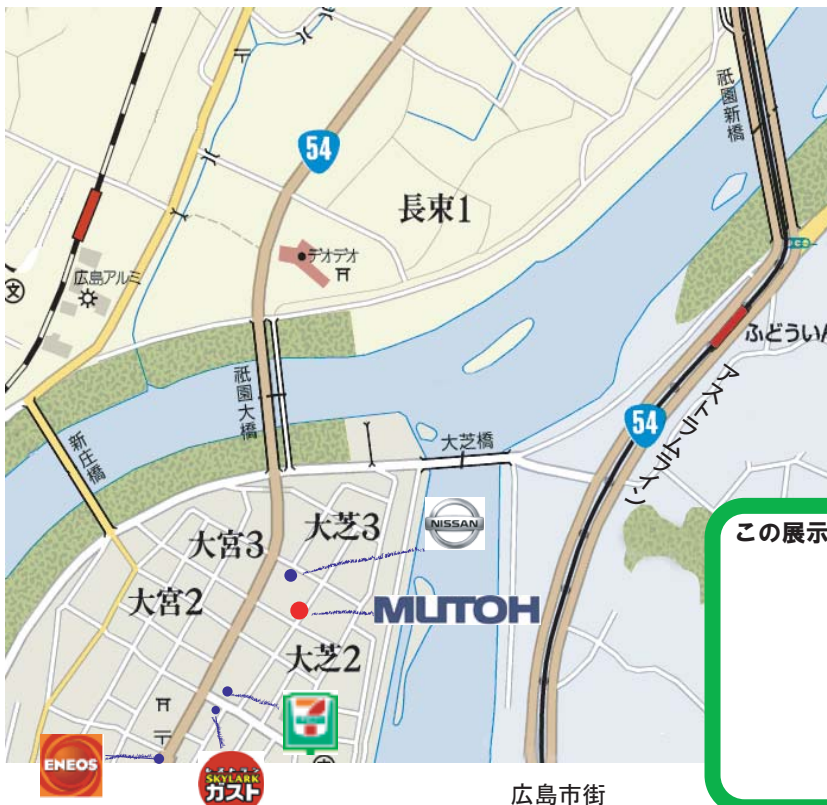 祇園新橋
54
長束1
デオデオ
広島アルミ
ふどういん
アストラムライン
祇園大橋
新庄橋
54
大芝橋
NISSAN
この展示
大宮3
大芝3
大宮2
MUTOH
大芝2
ENEOS
SKYLARK
ガスト
広島市街